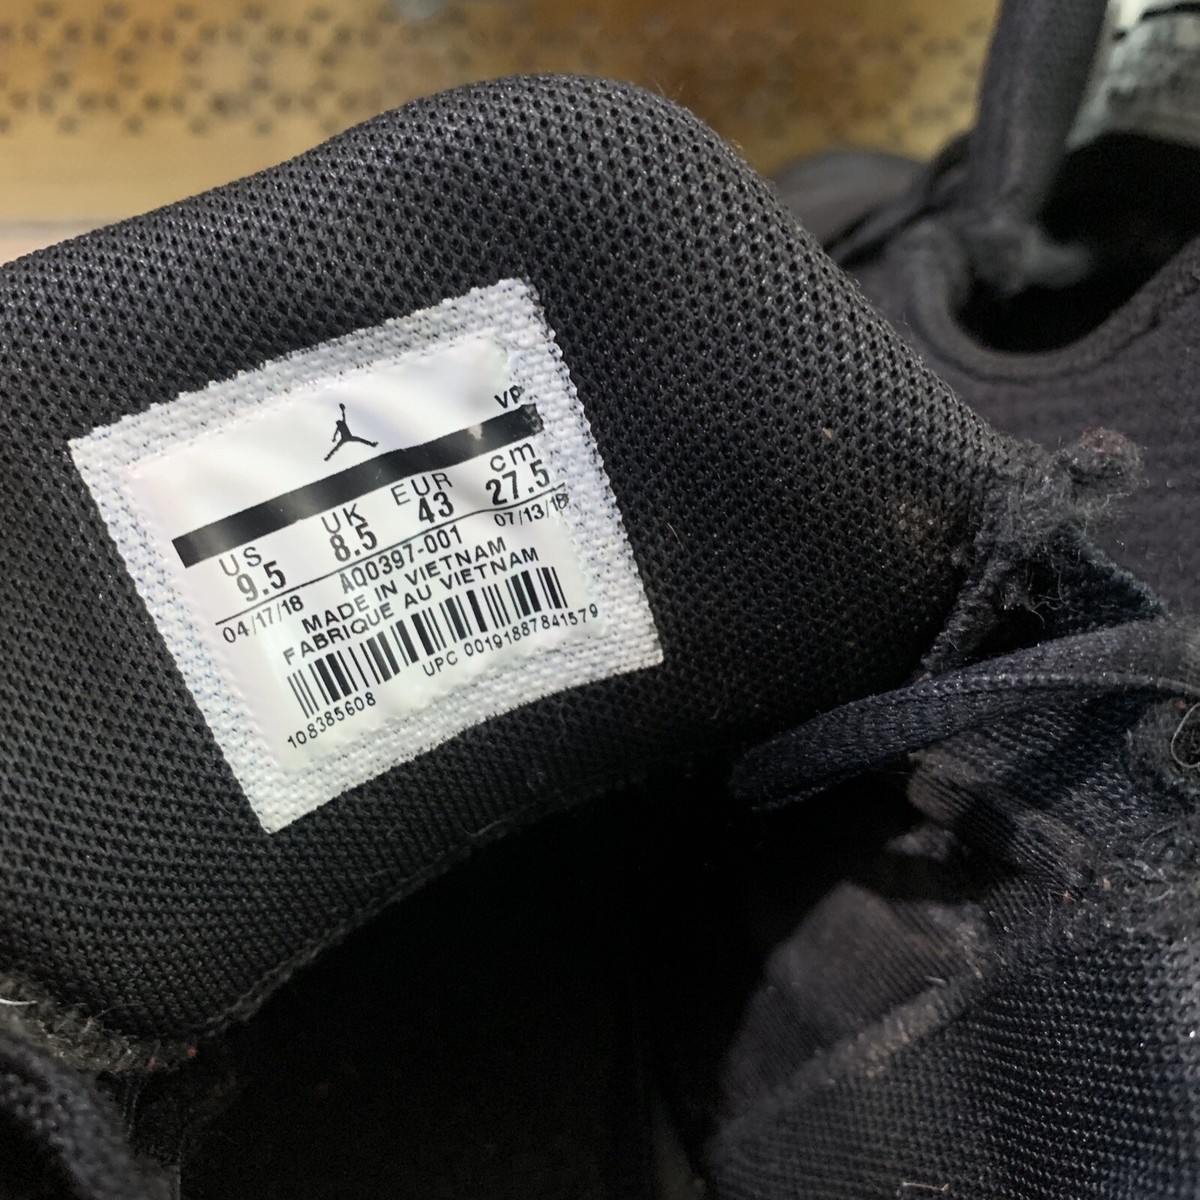 VP
US UK EUR cm
9.5 8.5 43 27.5
04/17/18 AQ0397-001 07/13/18
MADE IN VIETNAM
FABRIQUE AU VIETNAM
108385608 UPC 00191887841579